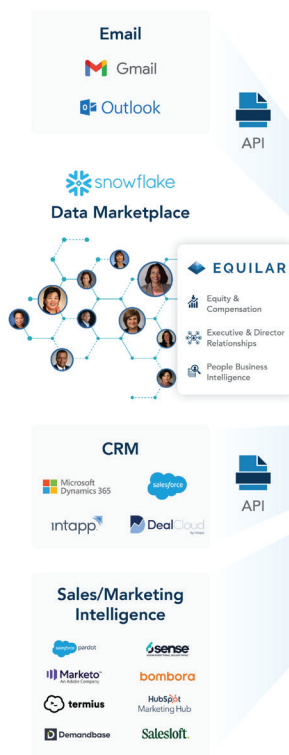 Email
Gmail
Outlook
API
snowflake
Data Marketplace
EQUILAR
Equity &
Compensation
Executive & Director
Relationships
People Business
Intelligence
CRM
Microsoft
Dynamics 365
salesforce
intapp
DealCloud
by Intapp
API
Sales/Marketing
Intelligence
salesforce pardot
6sense
Marketo
An Adobe Company
bombora
termius
HubSpot
Marketing Hub
Demandbase
Salesloft.